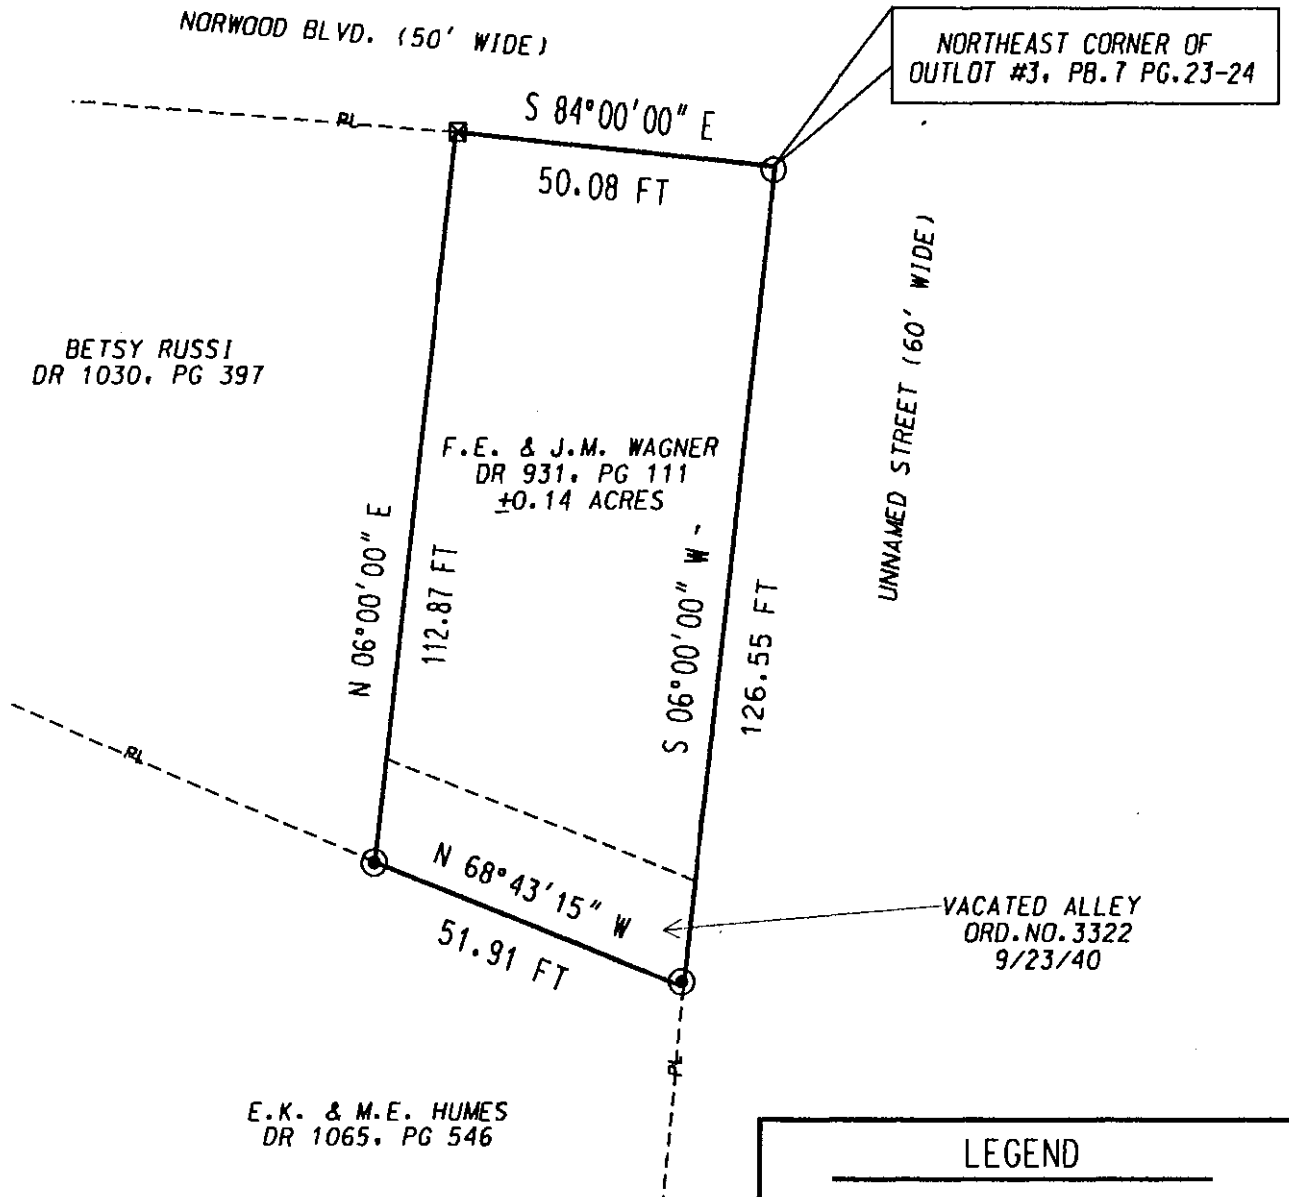 NORWOOD BLVD. (50' WIDE)
NORTHEAST CORNER OF
OUTLOT #3, PB.7 PG.23-24
S 84°00'00" E
PL
50.08 FT
UNNAMED STREET (60' WIDE)
BETSY RUSSI
DR 1030, PG 397
F.E. & J.M. WAGNER
DR 931, PG 111
±0.14 ACRES
N 06°00'00" E
112.87 FT
S 06°00'00" W
126.55 FT
PL
N 68°43'15" W
51.91 FT
VACATED ALLEY
ORD.NO.3322
9/23/40
PL
E.K. & M.E. HUMES
DR 1065, PG 546
LEGEND